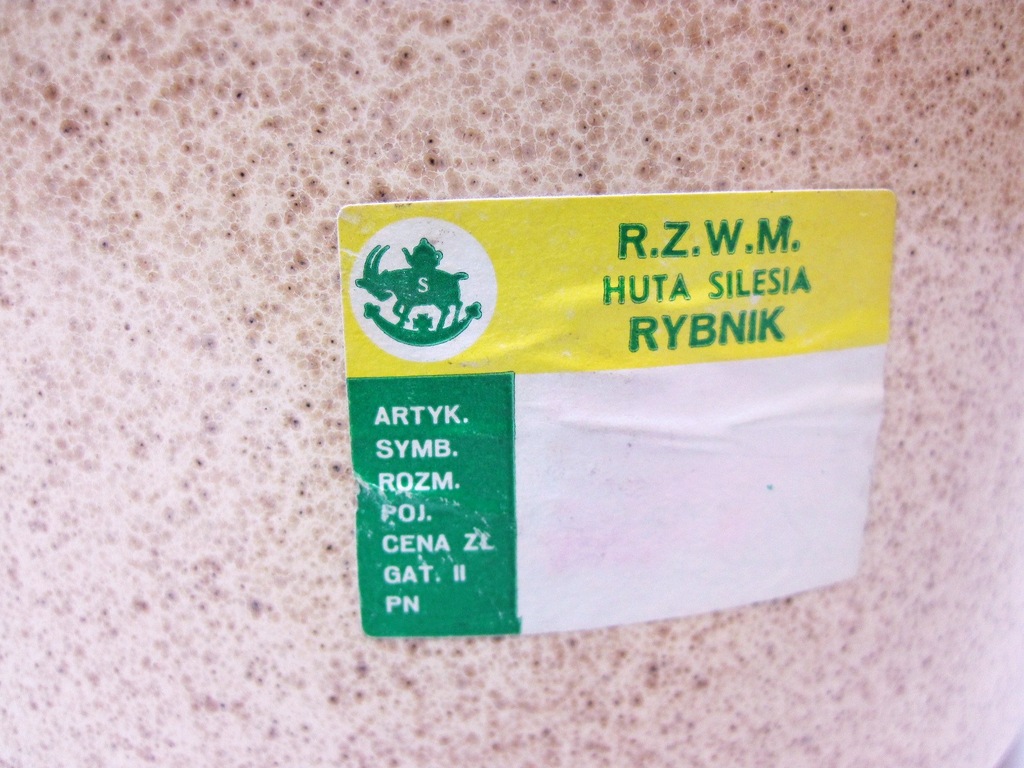 S
R.Z.W.M.
HUTA SILESIA
RYBNIK
ARTYK.
SYMB.
ROZM.
POJ.
CENA ZŁ
GAT. II
PN